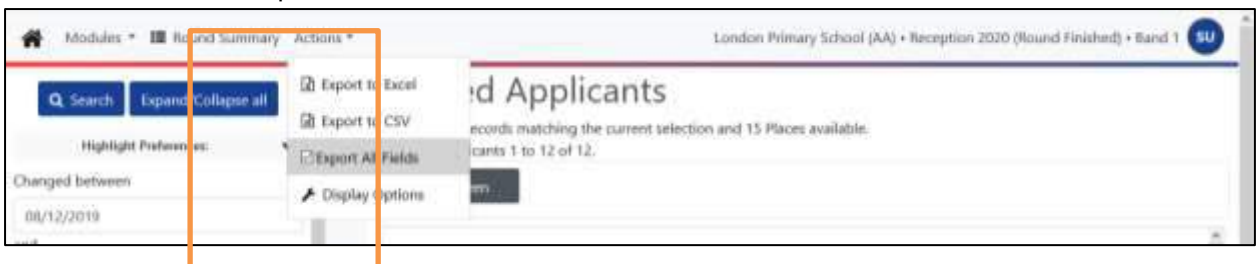 Modules Round Summary Actions London Primary School (AA) • Reception 2020 (Round Finished) • Band 1 SU
Search Expand/Collapse all
Export to Excel
ed Applicants
Export to CSV
ecords matching the current selection and 15 Places available.
Highlight Preferences:
Export All Fields
cants 1 to 12 of 12.
Changed between
Display Options
08/12/2019